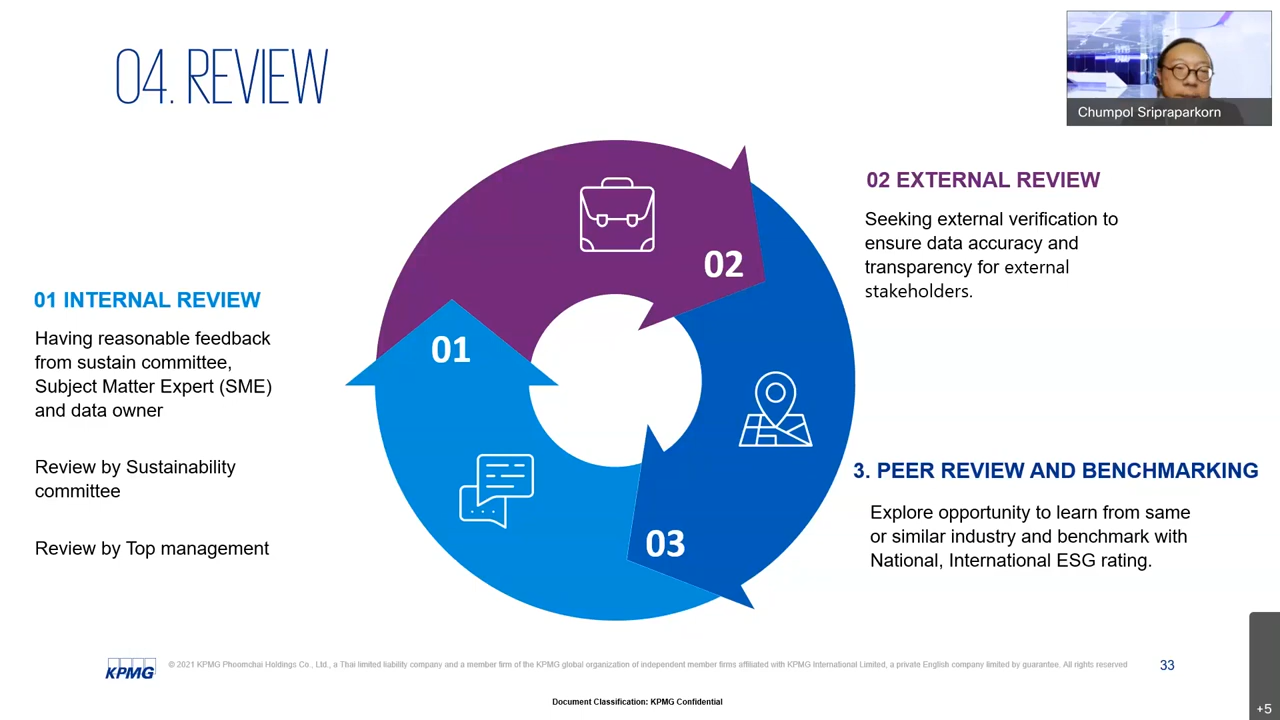 04. REVIEW
Chumpol Sripraparkorn
01
02
03
01 INTERNAL REVIEW
Having reasonable feedback
from sustain committee,
Subject Matter Expert (SME)
and data owner
Review by Sustainability
committee
Review by Top management
02 EXTERNAL REVIEW
Seeking external verification to
ensure data accuracy and
transparency for external
stakeholders.
3. PEER REVIEW AND BENCHMARKING
Explore opportunity to learn from same
or similar industry and benchmark with
National, International ESG rating.
KPMG
© 2021 KPMG Phoomchai Holdings Co., Ltd., a Thai limited liability company and a member firm of the KPMG global organization of independent member firms affiliated with KPMG International Limited, a private English company limited by guarantee. All rights reserved
33
Document Classification: KPMG Confidential
+5